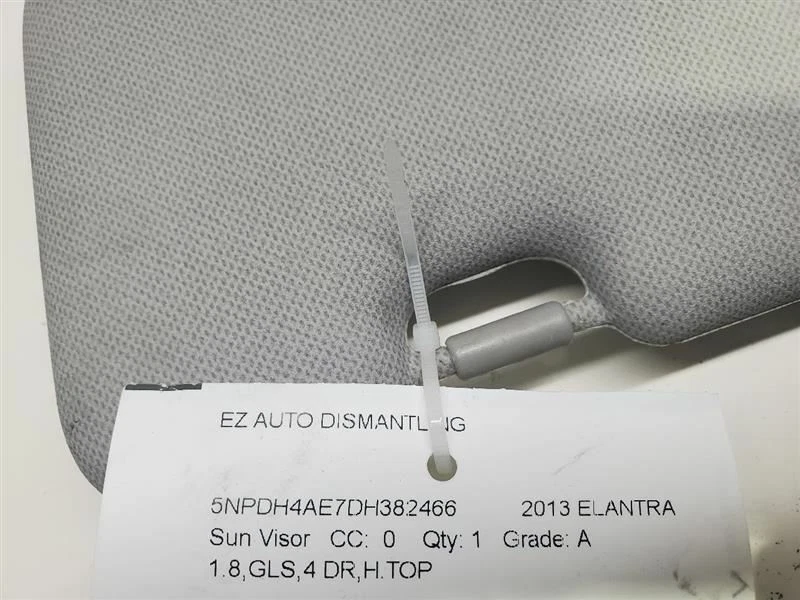 EZ AUTO DISMANTLING
5NPDH4AE7DH382466 2013 ELANTRA
Sun Visor CC: 0 Qty: 1 Grade: A
1.8,GLS,4 DR,H.TOP